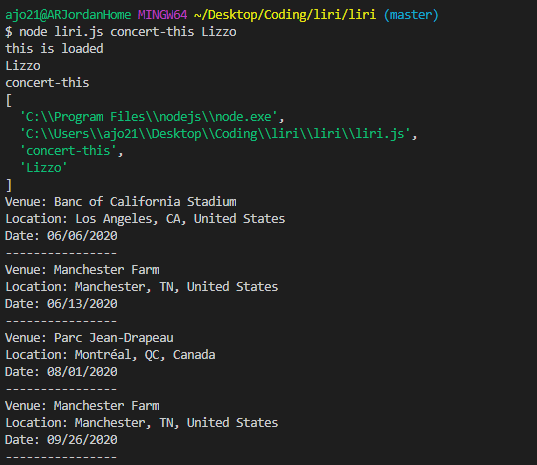 ajo21@ARJordanHome MINGW64 ~/Desktop/Coding/liri/liri (master)
$ node liri.js concert-this Lizzo
this is loaded
Lizzo
concert-this
[
  'C:\\Program Files\\nodejs\\node.exe',
  'C:\\Users\\ajo21\\Desktop\\Coding\\liri\\liri\\liri.js',
  'concert-this',
  'Lizzo'
]
Venue: Banc of California Stadium
Location: Los Angeles, CA, United States
Date: 06/06/2020
----------------
Venue: Manchester Farm
Location: Manchester, TN, United States
Date: 06/13/2020
----------------
Venue: Parc Jean-Drapeau
Location: Montréal, QC, Canada
Date: 08/01/2020
----------------
Venue: Manchester Farm
Location: Manchester, TN, United States
Date: 09/26/2020
----------------